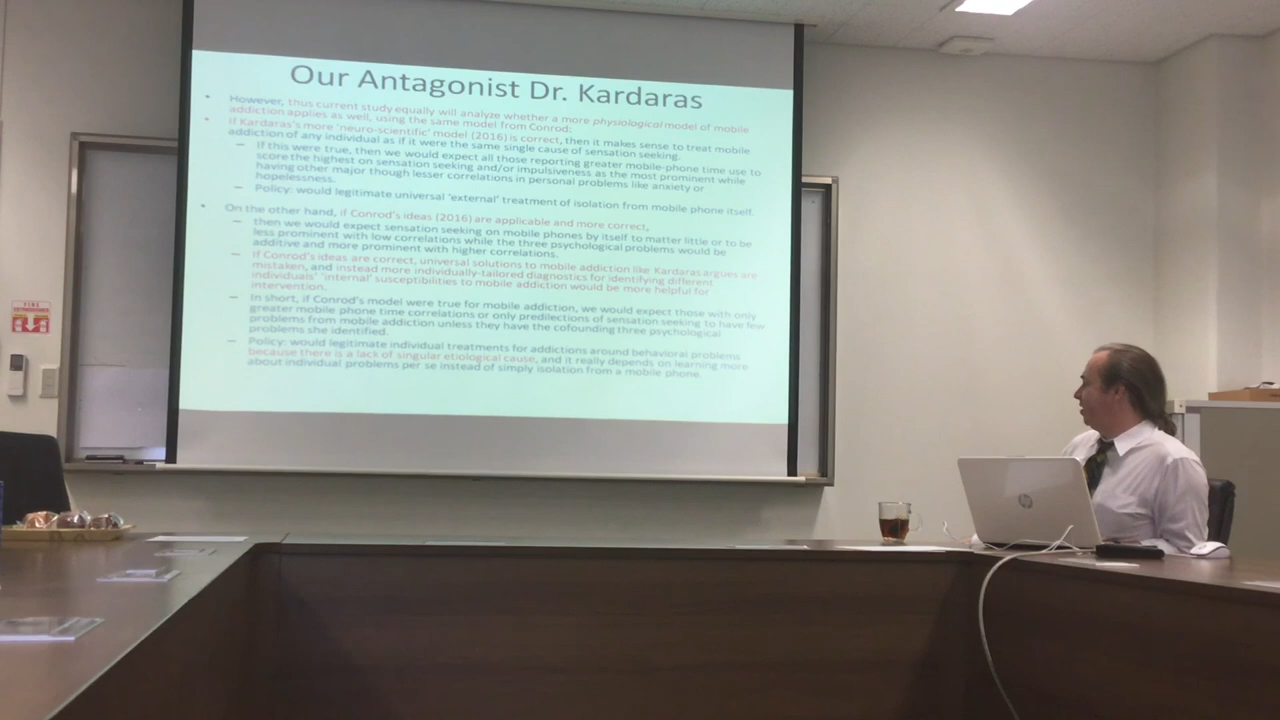 Our Antagonist Dr. Kardaras
• However, thus current study equally will analyze whether a more physiological model of mobile
addiction applies as well, using the same model from Conrod:
• If Kardaras's more 'neuro-scientific' model (2016) is correct, then it makes sense to treat mobile
addiction of any individual as if it were the same single cause of sensation seeking.
– If this were true, then we would expect all those reporting greater mobile-phone time use to
score the highest on sensation seeking and/or impulsiveness as the most prominent while
having other major though lesser correlations in personal problems like anxiety or
hopelessness.
– Policy: would legitimate universal 'external' treatment of isolation from mobile phone itself.
• On the other hand, if Conrod's ideas (2016) are applicable and more correct,
– then we would expect sensation seeking on mobile phones by itself to matter little or to be
less prominent with low correlations while the three psychological problems would be
additive and more prominent with higher correlations.
– If Conrod's ideas are correct, universal solutions to mobile addiction like Kardaras argues are
mistaken, and instead more individually-tailored diagnostics for identifying different
individuals' 'internal' susceptibilities to mobile addiction would be more helpful for
intervention.
– In short, if Conrod's model were true for mobile addiction, we would expect those with only
greater mobile phone time correlations or only predilections of sensation seeking to have few
problems from mobile addiction unless they have the cofounding three psychological
problems she identified.
– Policy: would legitimate individual treatments for addictions around behavioral problems
because there is a lack of singular etiological cause, and it really depends on learning more
about individual problems per se instead of simply isolation from a mobile phone.
FIRE
EXTINGUISHER
hp